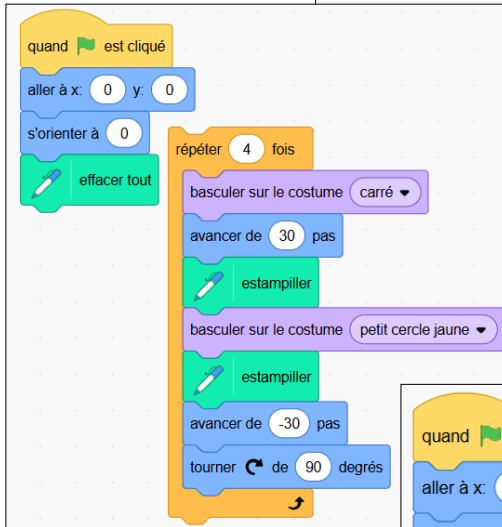 quand est cliqué
aller à x: 0 y: 0
s'orienter à 0
effacer tout
répéter 4 fois
basculer sur le costume carré
avancer de 30 pas
estampiller
basculer sur le costume petit cercle jaune
estampiller
avancer de -30 pas
tourner de 90 degrés
quand
aller à x: